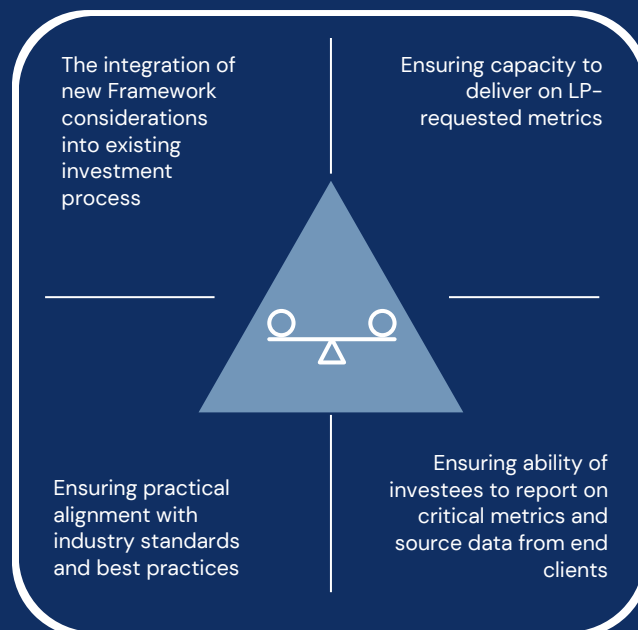 The integration of
new Framework
considerations
into existing
investment
process
Ensuring capacity to
deliver on LP-
requested metrics
Ensuring practical
alignment with
industry standards
and best practices
Ensuring ability of
investees to report on
critical metrics and
source data from end
clients